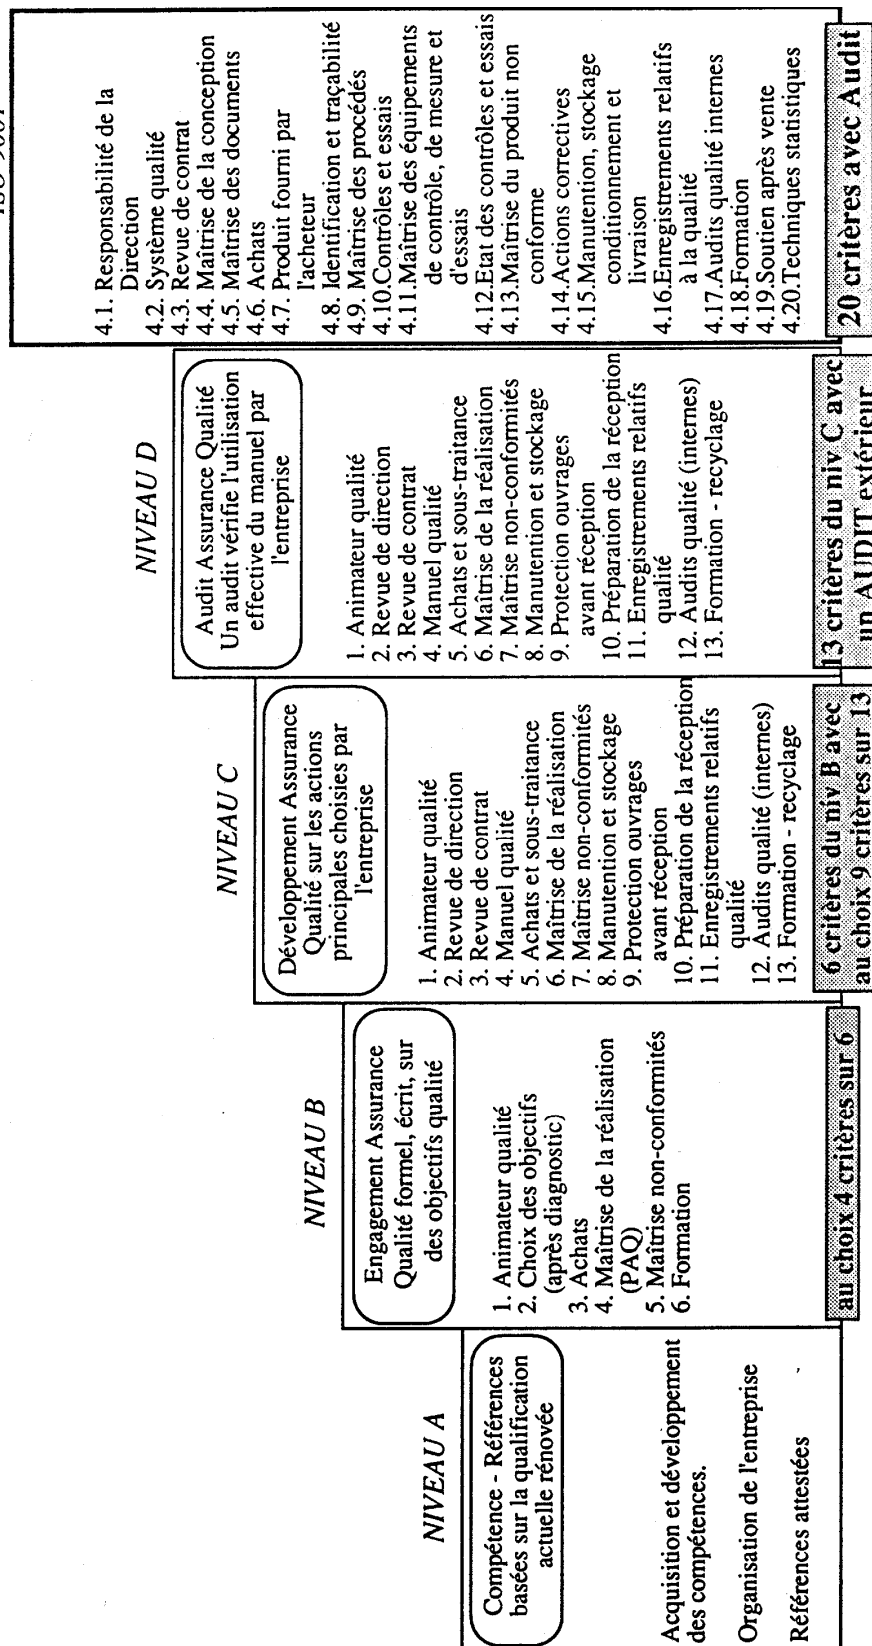 NIVEAU A
Compétence - Références
basées sur la qualification
actuelle rénovée
Acquisition et développement
des compétences.
Organisation de l'entreprise
Références attestées
NIVEAU B
Engagement Assurance
Qualité formel, écrit, sur
des objectifs qualité
1. Animateur qualité
2. Choix des objectifs
(après diagnostic)
3. Achats
4. Maîtrise de la réalisation
(PAQ)
5. Maîtrise non-conformités
6. Formation
au choix 4 critères sur 6
NIVEAU C
Développement Assurance
Qualité sur les actions
principales choisies par
l'entreprise
1. Animateur qualité
2. Revue de direction
3. Revue de contrat
4. Manuel qualité
5. Achats et sous-traitance
6. Maîtrise de la réalisation
7. Maîtrise non-conformités
8. Manutention et stockage
9. Protection ouvrages
avant réception
10. Préparation de la réception
11. Enregistrements relatifs
qualité
12. Audits qualité (internes)
13. Formation - recyclage
6 critères du niv B avec
au choix 9 critères sur 13
NIVEAU D
Audit Assurance Qualité
Un audit vérifie l'utilisation
effective du manuel par
l'entreprise
1. Animateur qualité
2. Revue de direction
3. Revue de contrat
4. Manuel qualité
5. Achats et sous-traitance
6. Maîtrise de la réalisation
7. Maîtrise non-conformités
8. Manutention et stockage
9. Protection ouvrages
avant réception
10. Préparation de la réception
11. Enregistrements relatifs
qualité
12. Audits qualité (internes)
13. Formation - recyclage
13 critères du niv C avec
un AUDIT extérieur
ISO 9001
4.1. Responsabilité de la
Direction
4.2. Système qualité
4.3. Revue de contrat
4.4. Maîtrise de la conception
4.5. Maîtrise des documents
4.6. Achats
4.7. Produit fourni par
l'acheteur
4.8. Identification et traçabilité
4.9. Maîtrise des procédés
4.10.Contrôles et essais
4.11.Maîtrise des équipements
de contrôle, de mesure et
d'essais
4.12.Etat des contrôles et essais
4.13.Maîtrise du produit non
conforme
4.14.Actions correctives
4.15.Manutention, stockage
conditionnement et
livraison
4.16.Enregistrements relatifs
à la qualité
4.17.Audits qualité internes
4.18.Formation
4.19.Soutien après vente
4.20.Techniques statistiques
20 critères avec Audit